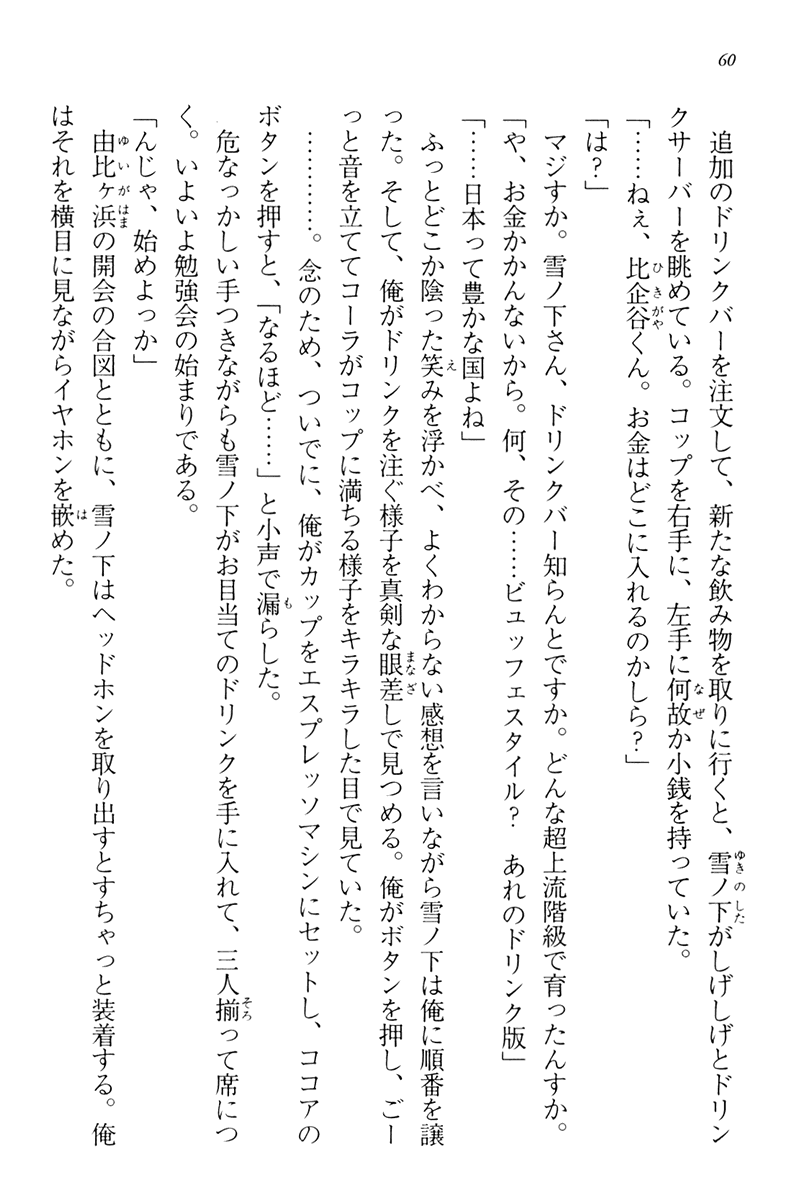 60
　追加のドリンクバーを注文して、新たな飲み物を取りに行くと、雪ノ下がしげしげとドリン
クサーバーを眺めている。コップを右手に、左手に何故か小銭を持っていた。
「……ねぇ、比企谷くん。お金はどこに入れるのかしら？」
「は？」
　マジすか。雪ノ下さん、ドリンクバー知らんとですか。どんな超上流階級で育ったんすか。
「や、お金かかんないから。何、その……ビュッフェスタイル？　あれのドリンク版」
「……日本って豊かな国よね」
　ふっとどこか陰った笑みを浮かべ、よくわからない感想を言いながら雪ノ下は俺に順番を譲
った。そして、俺がドリンクを注ぐ様子を真剣な眼差しで見つめる。俺がボタンを押し、ごー
っと音を立ててコーラがコップに満ちる様子をキラキラした目で見ていた。
　…………。念のため、ついでに、俺がカップをエスプレッソマシンにセットし、ココアの
ボタンを押すと、「なるほど……」と小声で漏らした。
　危なっかしい手つきながらも雪ノ下がお目当てのドリンクを手に入れて、三人揃って席につ
く。いよいよ勉強会の始まりである。
「んじゃ、始めよっか」
　由比ヶ浜の開会の合図とともに、雪ノ下はヘッドホンを取り出すとすちゃっと装着する。俺
はそれを横目に見ながらイヤホンを嵌めた。